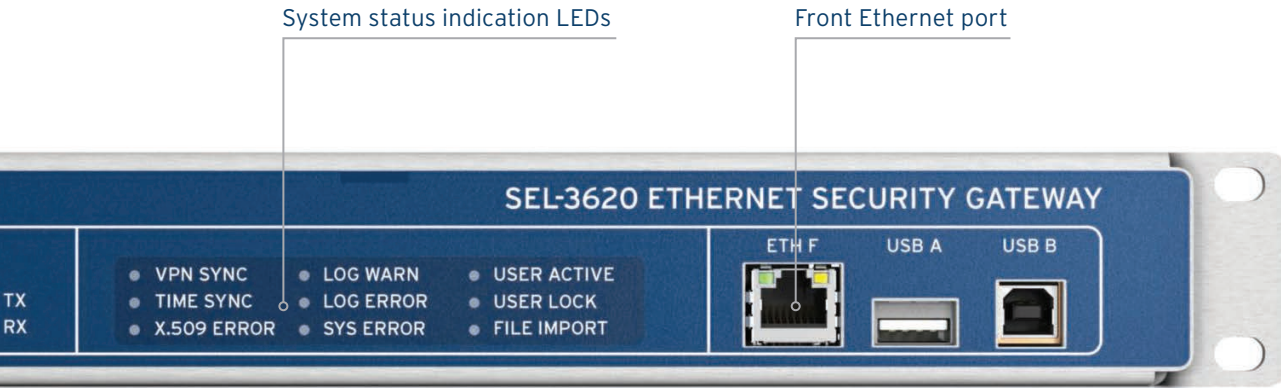 System status indication LEDs
Front Ethernet port
SEL-3620 ETHERNET SECURITY GATEWAY
ETH F USB A USB B
VPN SYNC LOG WARN USER ACTIVE
TX TIME SYNC LOG ERROR USER LOCK
RX X.509 ERROR SYS ERROR FILE IMPORT